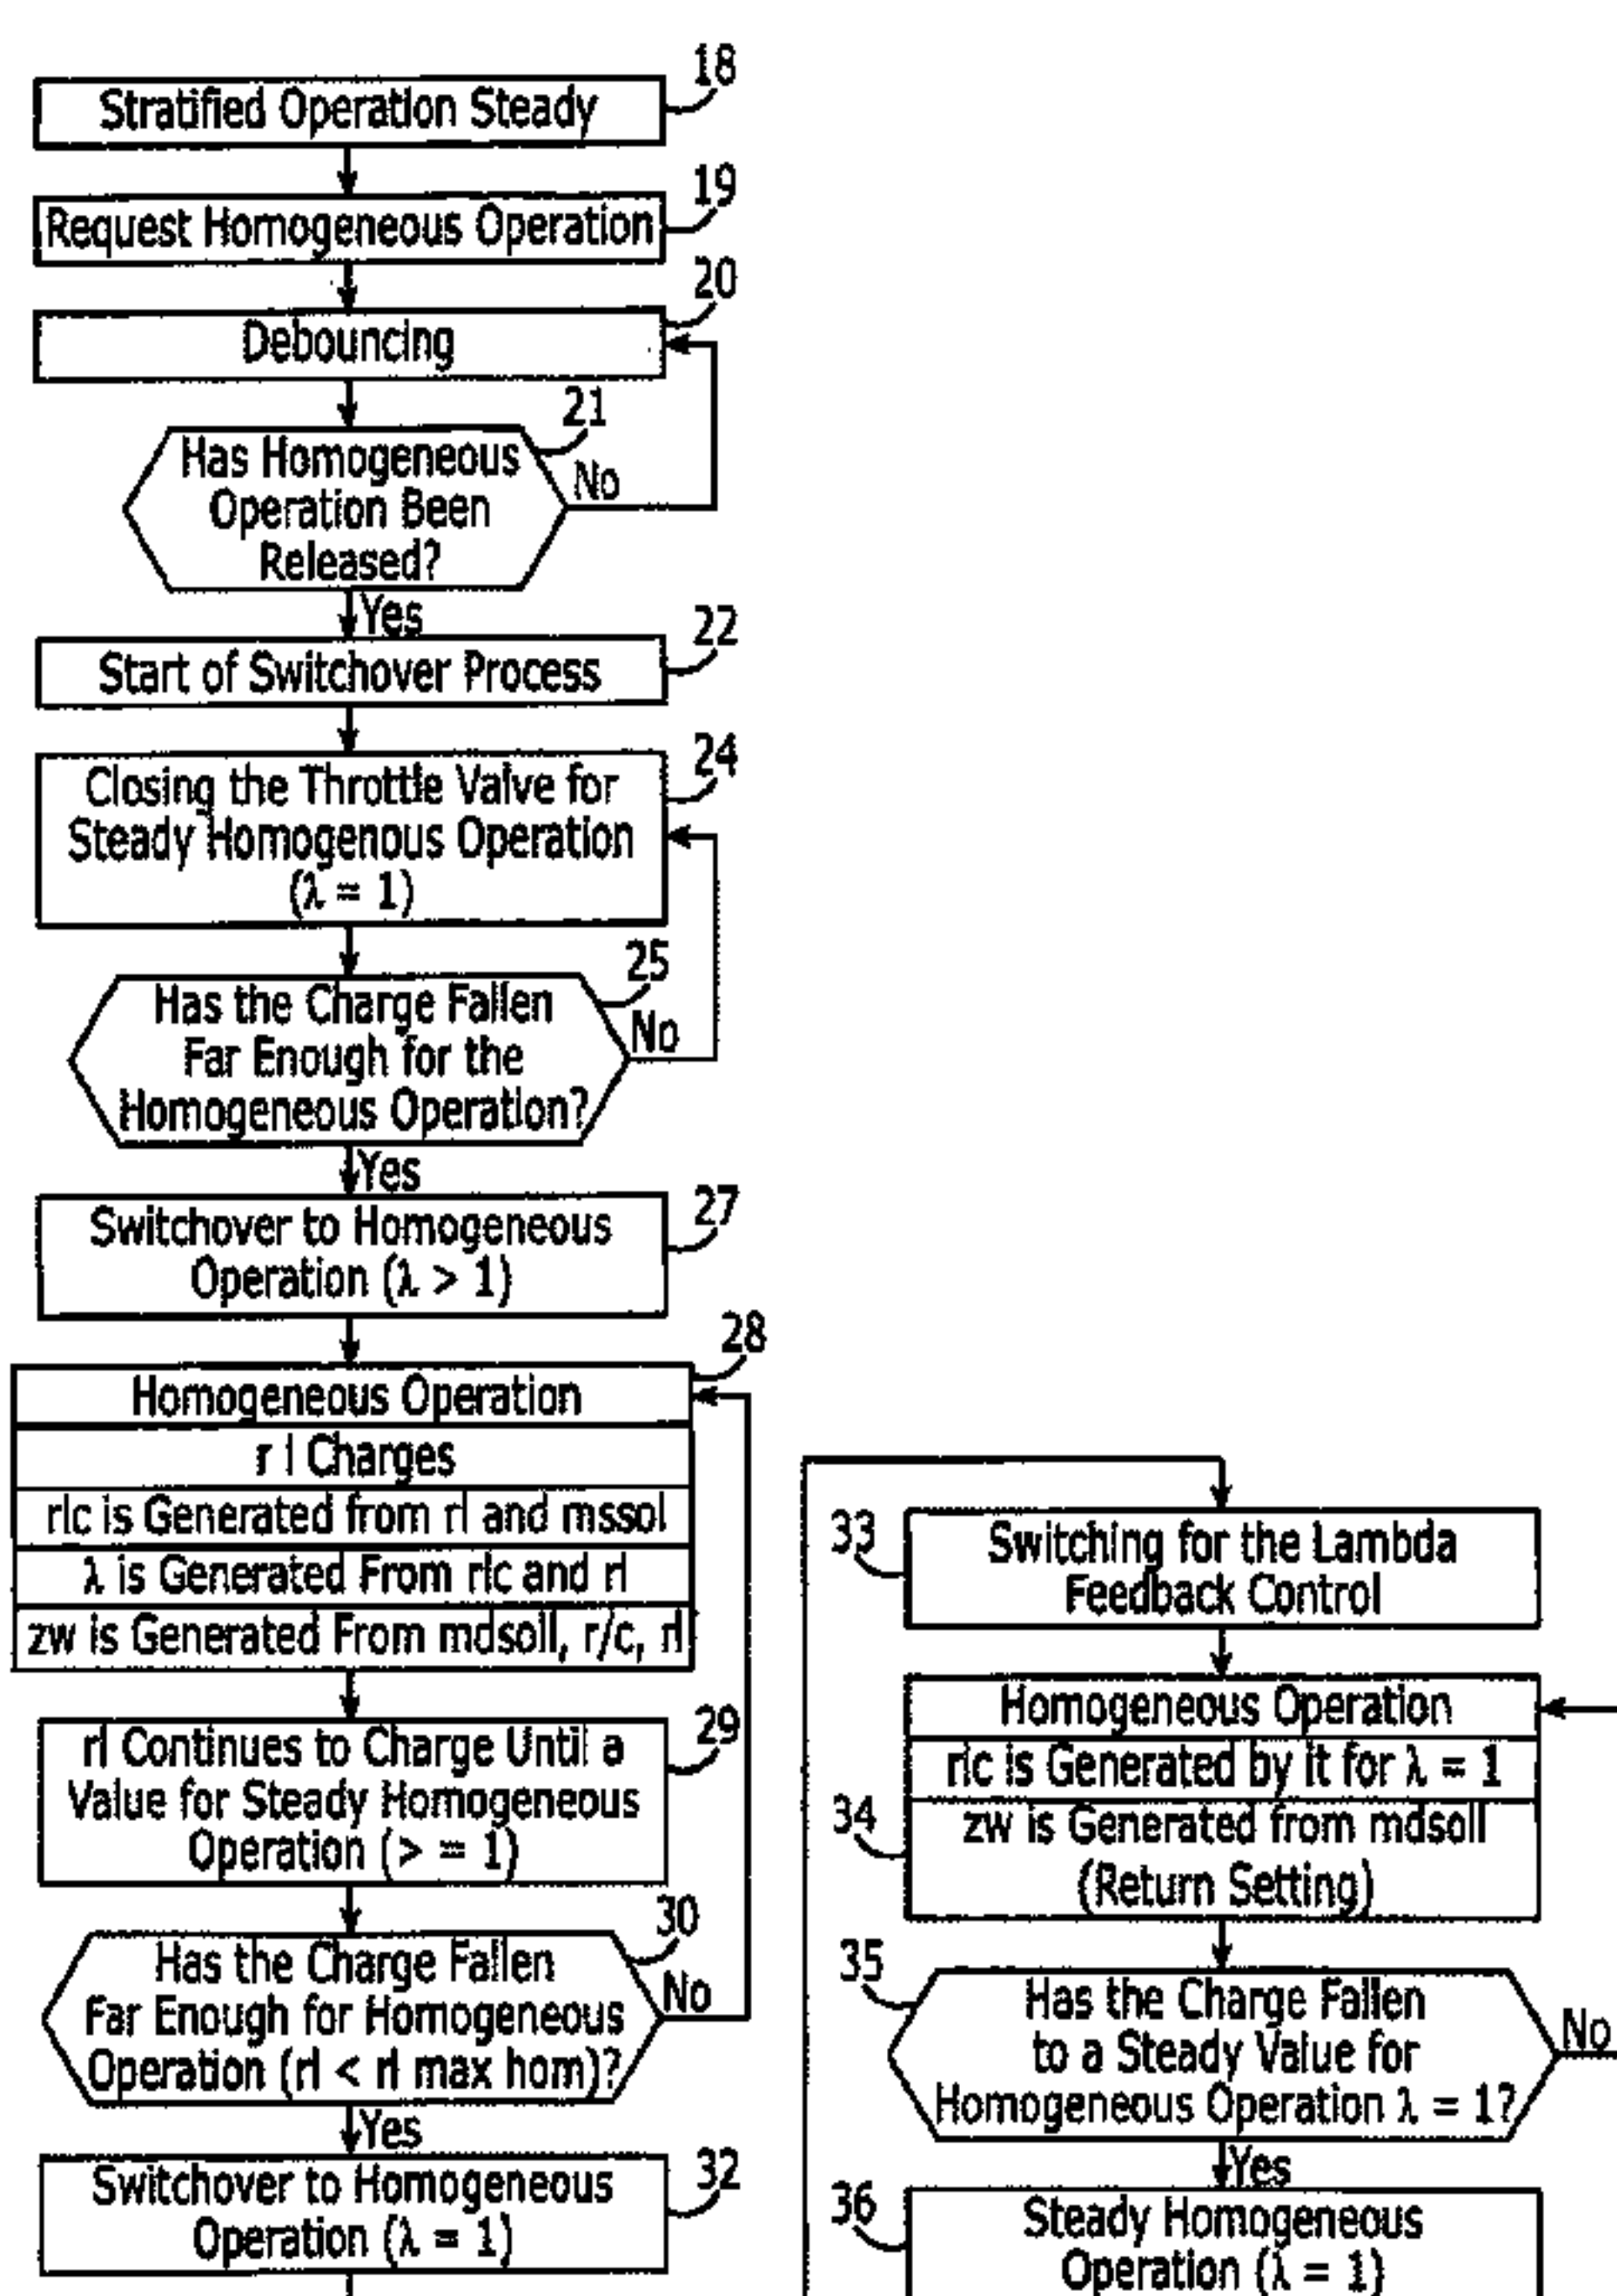 18
Stratified Operation Steady
19
Request Homogeneous Operation
20
Debouncing
21
Has Homogeneous
Operation Been
Released?
No
Yes
22
Start of Switchover Process
24
Closing the Throttle Valve for
Steady Homogenous Operation
(λ = 1)
25
Has the Charge Fallen
Far Enough for the
Homogeneous Operation?
No
Yes
27
Switchover to Homogeneous
Operation (λ > 1)
28
Homogeneous Operation
r l Charges
rlc is Generated from rl and mssol
λ is Generated From rlc and rl
zw is Generated From mdsoll, r/c, rl
29
rl Continues to Charge Until a
Value for Steady Homogeneous
Operation (> = 1)
30
Has the Charge Fallen
Far Enough for Homogeneous
Operation (rl < rl max hom)?
No
Yes
32
Switchover to Homogeneous
Operation (λ = 1)
33
Switching for the Lambda
Feedback Control
Homogeneous Operation
rlc is Generated by it for λ = 1
34
zw is Generated from mdsoll
(Return Setting)
35
Has the Charge Fallen
to a Steady Value for
Homogeneous Operation λ = 1?
No
Yes
36
Steady Homogeneous
Operation (λ = 1)